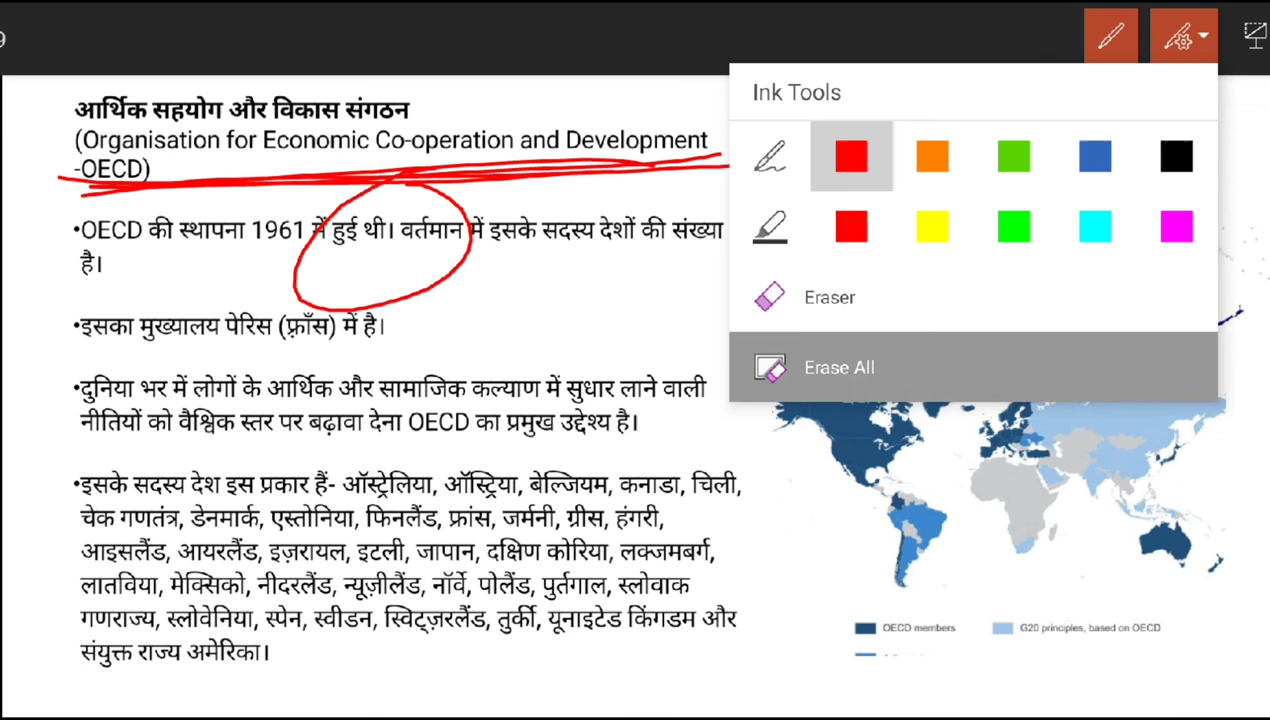 9
आर्थिक सहयोग और विकास संगठन
(Organisation for Economic Co-operation and Development
-OECD)
•OECD की स्थापना 1961 में हुई थी। वर्तमान में इसके सदस्य देशों की संख्या
है।
•इसका मुख्यालय पेरिस (फ़्राँस) में है।
•दुनिया भर में लोगों के आर्थिक और सामाजिक कल्याण में सुधार लाने वाली
नीतियों को वैश्विक स्तर पर बढ़ावा देना OECD का प्रमुख उद्देश्य है।
•इसके सदस्य देश इस प्रकार हैं- ऑस्ट्रेलिया, ऑस्ट्रिया, बेल्जियम, कनाडा, चिली,
चेक गणतंत्र, डेनमार्क, एस्तोनिया, फिनलैंड, फ्रांस, जर्मनी, ग्रीस, हंगरी,
आइसलैंड, आयरलैंड, इज़रायल, इटली, जापान, दक्षिण कोरिया, लक्जमबर्ग,
लातविया, मेक्सिको, नीदरलैंड, न्यूज़ीलैंड, नॉर्वे, पोलैंड, पुर्तगाल, स्लोवाक
गणराज्य, स्लोवेनिया, स्पेन, स्वीडन, स्विट्ज़रलैंड, तुर्की, यूनाइटेड किंगडम और
संयुक्त राज्य अमेरिका।
Ink Tools
Eraser
Erase All
OECD members
G20 principles, based on OECD